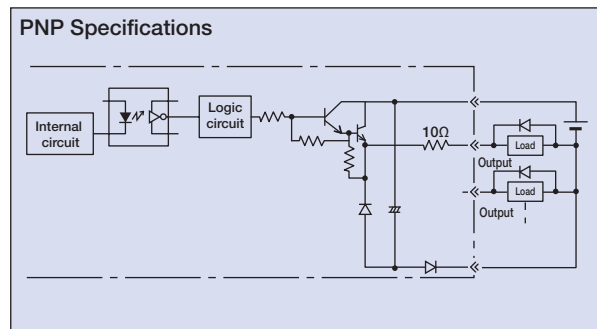 PNP Specifications
Internal
circuit
Logic
circuit
10Ω
Load
Output
Load
Output